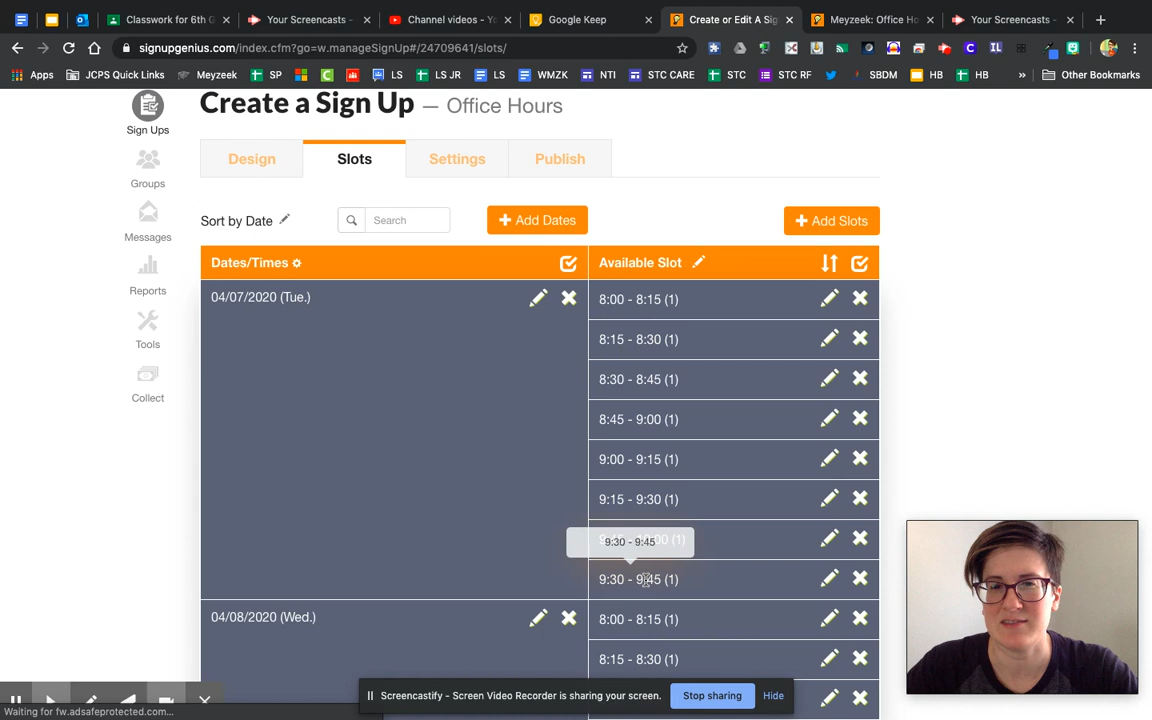 Classwork for 6th G
Your Screencasts -
Channel videos - Yo
Google Keep
Create or Edit A Sig
Meyzeek: Office Ho
Your Screencasts -
signupgenius.com/index.cfm?go=w.manageSignUp#/24709641/slots/
Apps
JCPS Quick Links
Meyzeek
SP
LS
LS JR
LS
WMZK
NTI
STC CARE
STC
STC RF
SBDM
HB
HB
»
Other Bookmarks
Create a Sign Up — Office Hours
Sign Ups
Groups
Messages
Reports
Tools
Collect
Design
Slots
Settings
Publish
Sort by Date
Search
+ Add Dates
+ Add Slots
Dates/Times
Available Slot
04/07/2020 (Tue.)
8:00 - 8:15 (1)
8:15 - 8:30 (1)
8:30 - 8:45 (1)
8:45 - 9:00 (1)
9:00 - 9:15 (1)
9:15 - 9:30 (1)
9:45 - 10:00 (1)
9:30 - 9:45
9:30 - 9:45 (1)
04/08/2020 (Wed.)
8:00 - 8:15 (1)
8:15 - 8:30 (1)
Screencastify - Screen Video Recorder is sharing your screen.
Stop sharing
Hide
Waiting for fw.adsafeprotected.com...